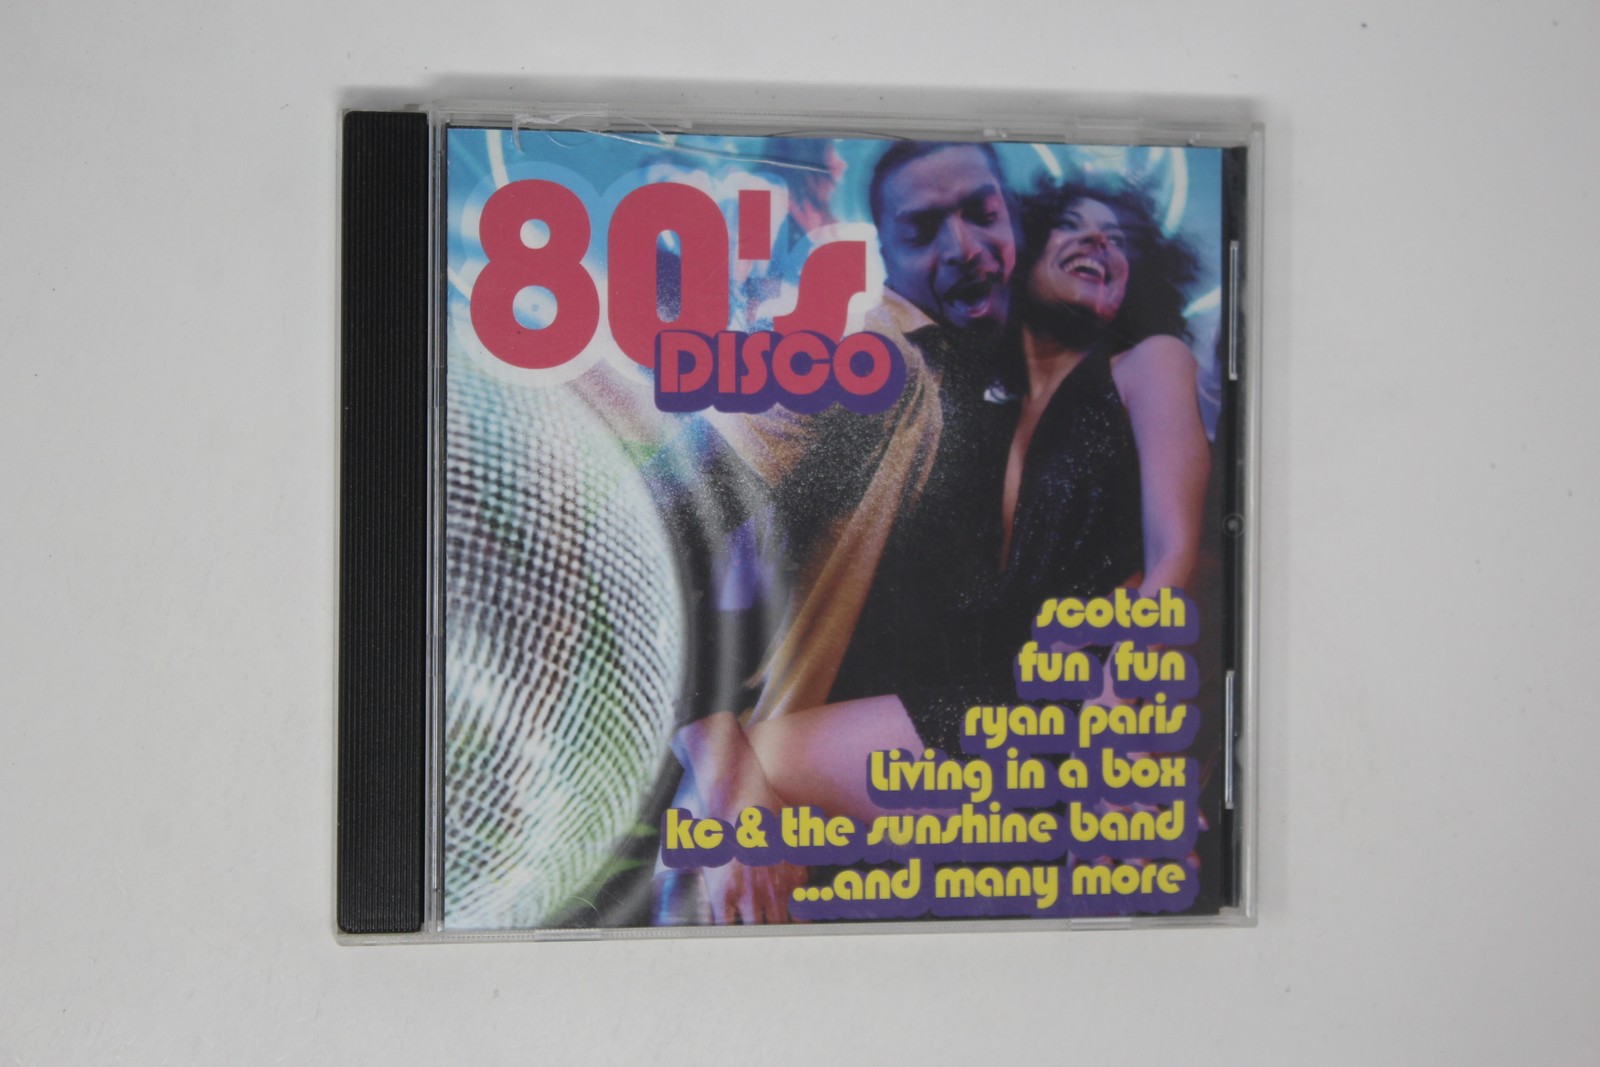 80's
DISCO
scotch
fun fun
ryan paris
Living in a box
kc & the sunshine band
...and many more